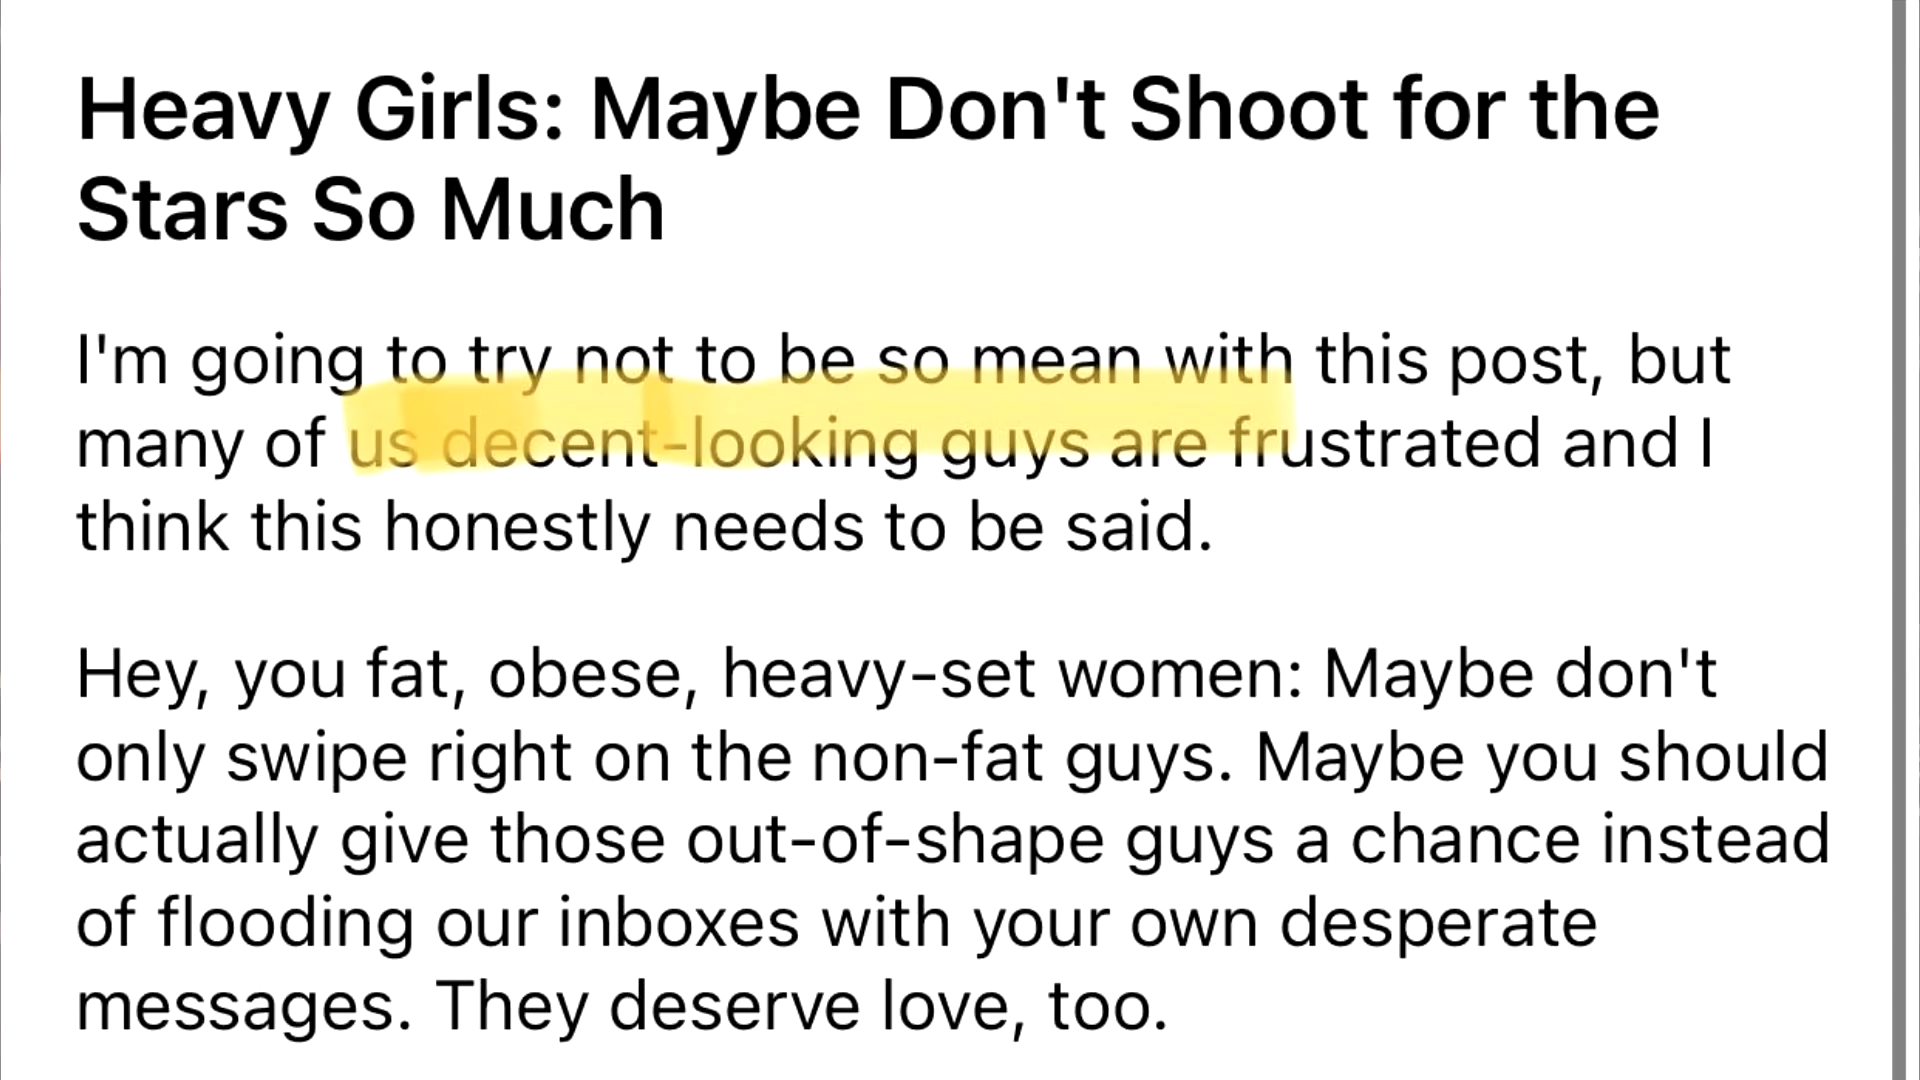 Heavy Girls: Maybe Don't Shoot for the
Stars So Much
I'm going to try not to be so mean with this post, but
many of us decent-looking guys are frustrated and I
think this honestly needs to be said.
Hey, you fat, obese, heavy-set women: Maybe don't
only swipe right on the non-fat guys. Maybe you should
actually give those out-of-shape guys a chance instead
of flooding our inboxes with your own desperate
messages. They deserve love, too.